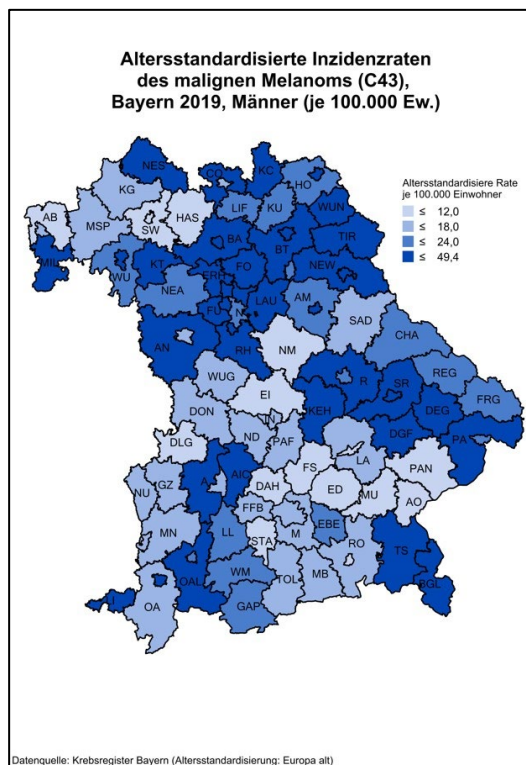 Altersstandardisierte Inzidenzraten
des malignen Melanoms (C43),
Bayern 2019, Männer (je 100.000 Ew.)
Altersstandardisiere Rate
je 100.000 Einwohner
≤ 12,0
≤ 18,0
≤ 24,0
≤ 49,4
NES
CO
KC
HO
KG
LIF
KU
WUN
AB
MSP
SW
HAS
BA
BT
TIR
MIL
WU
KT
ERH
FO
NEW
NEA
FU
N
LAU
AM
SAD
CHA
AN
RH
NM
WUG
EI
R
SR
REG
FRG
DON
IN
KEH
DEG
PA
DLG
ND
PAF
LA
DGF
NU
GZ
A
AIC
DAH
FS
ED
MU
PAN
AO
FFB
MN
LL
STA
M
EBE
RO
TS
OAL
WM
TOL
MB
BGL
OA
GAP
Datenquelle: Krebsregister Bayern (Altersstandardisierung: Europa alt)